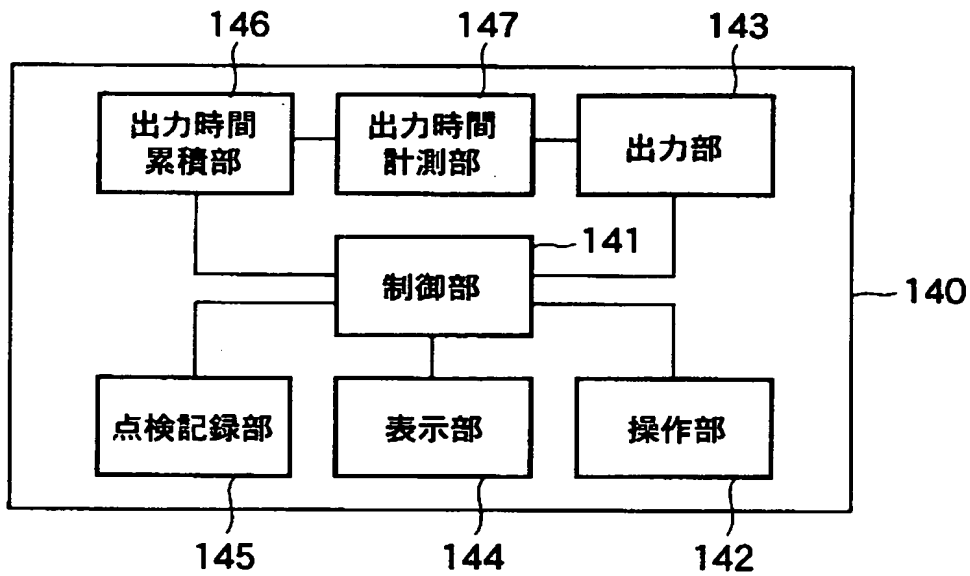 146
147
143
出力時間
累積部
出力時間
計測部
出力部
141
制御部
140
点検記録部
表示部
操作部
145
144
142